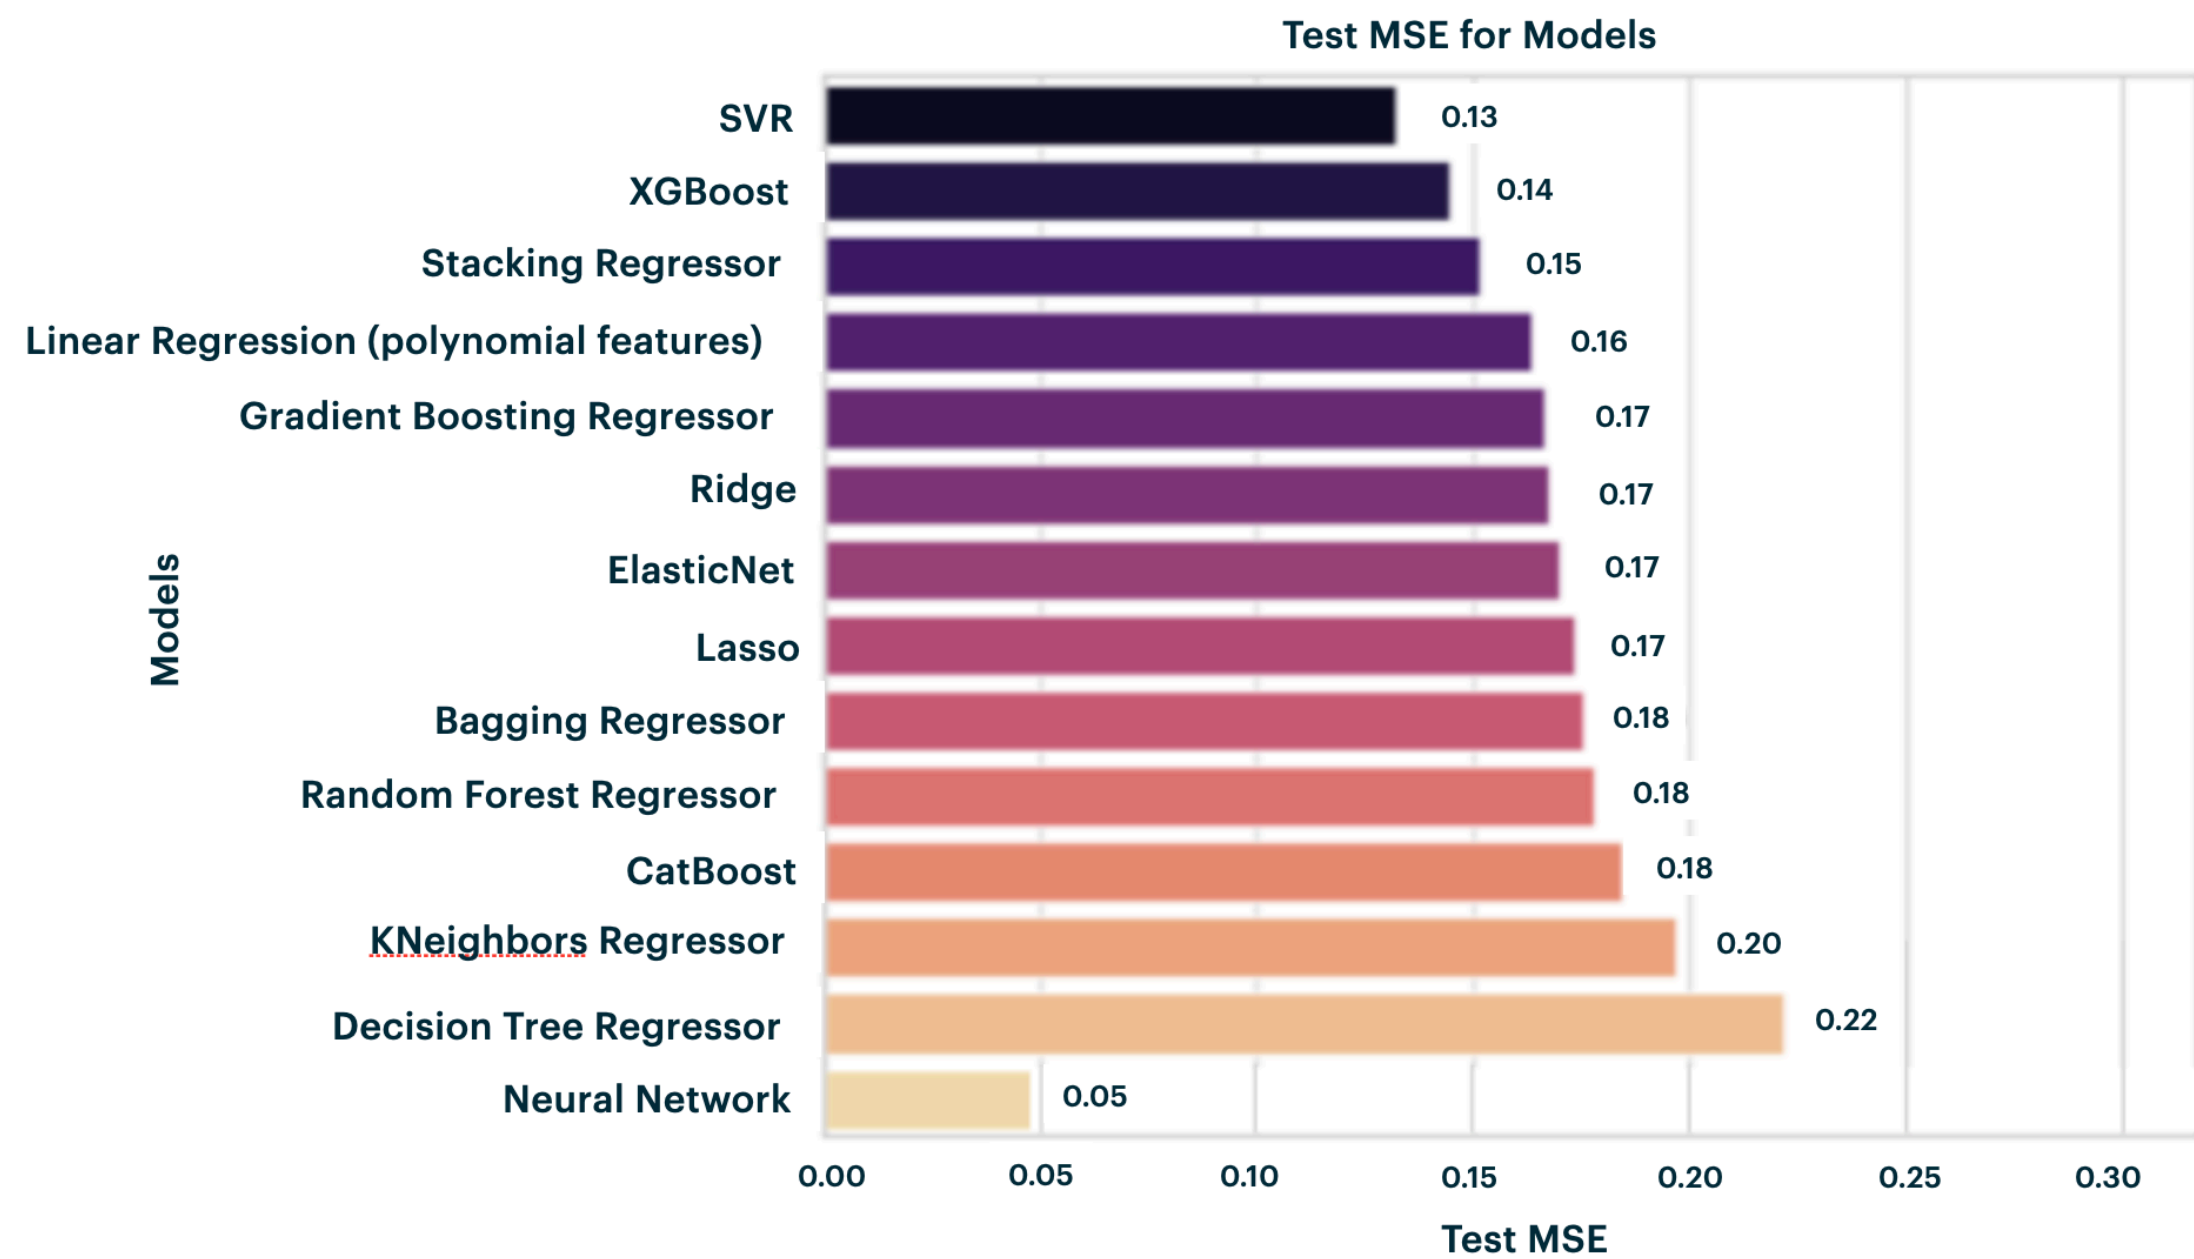 Test MSE for Models
SVR 0.13
XGBoost 0.14
Stacking Regressor 0.15
Linear Regression (polynomial features) 0.16
Gradient Boosting Regressor 0.17
Ridge 0.17
ElasticNet 0.17
Lasso 0.17
Bagging Regressor 0.18
Random Forest Regressor 0.18
CatBoost 0.18
KNeighbors Regressor 0.20
Decision Tree Regressor 0.22
Neural Network 0.05
Models
0.00 0.05 0.10 0.15 0.20 0.25 0.30
Test MSE